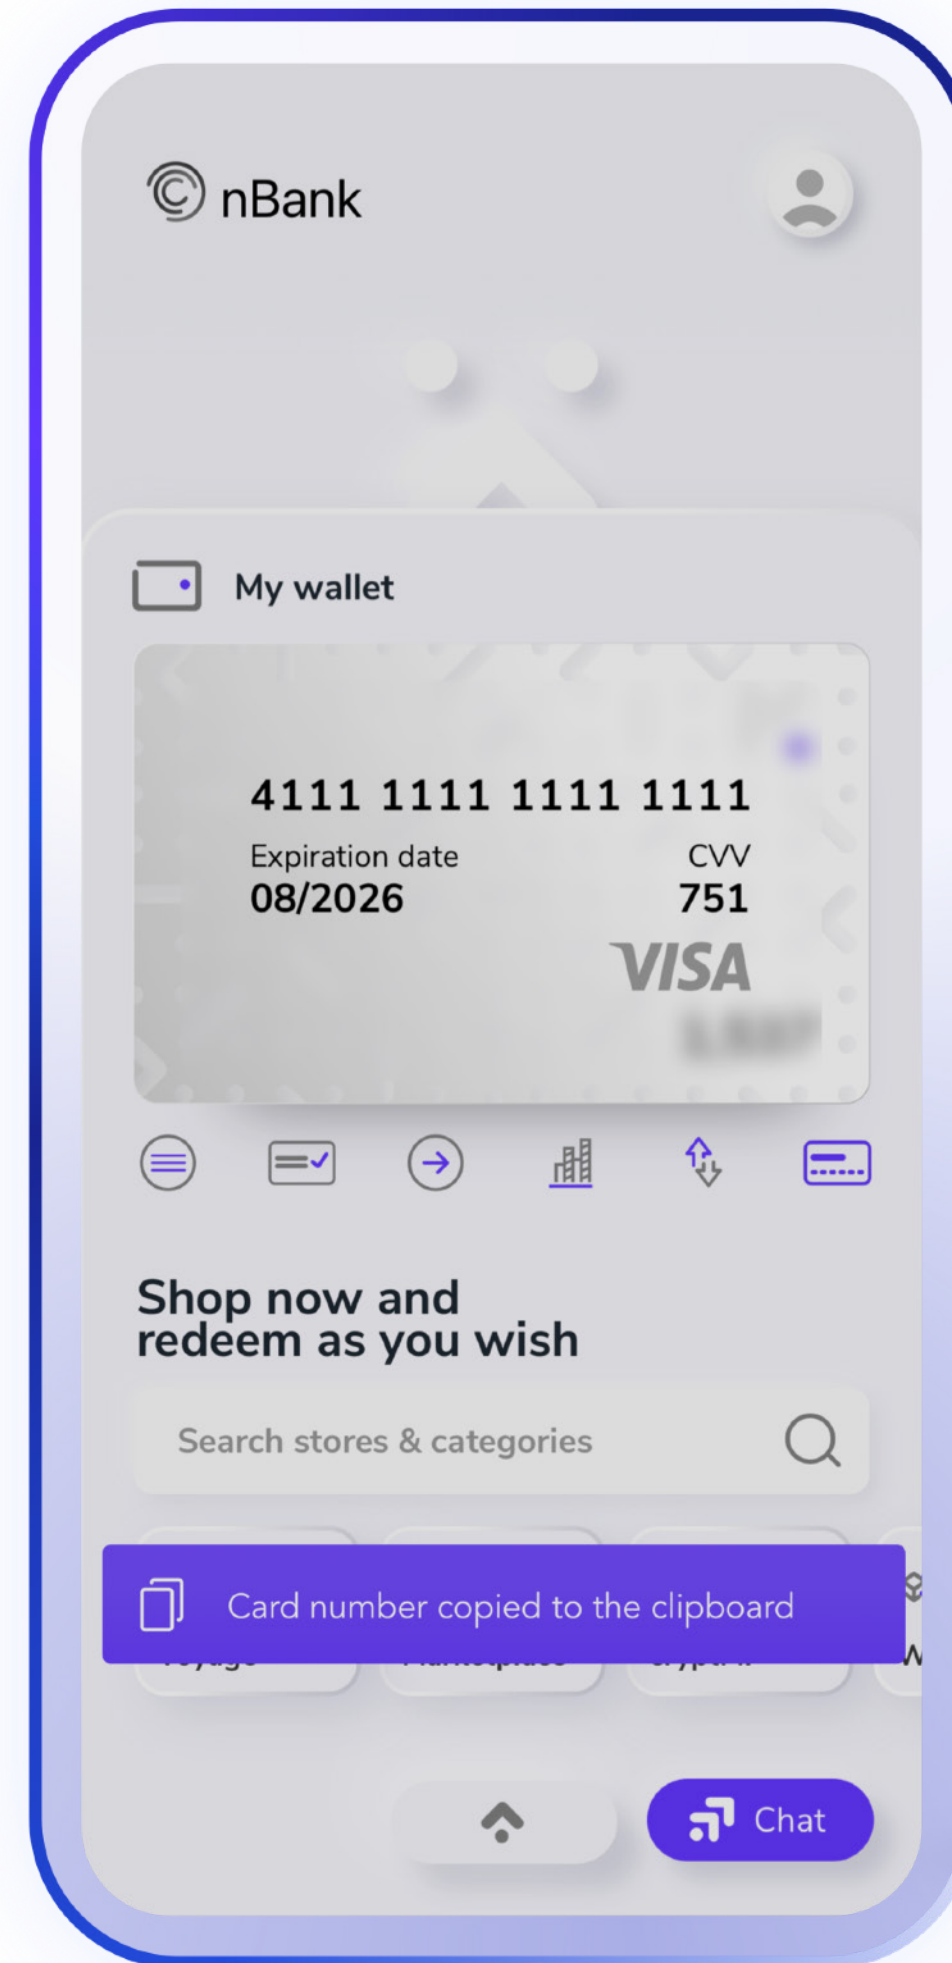 nBank
My wallet
4111 1111 1111 1111
Expiration date CVV
08/2026 751
VISA
Shop now and
redeem as you wish
Search stores & categories
Card number copied to the clipboard
Chat